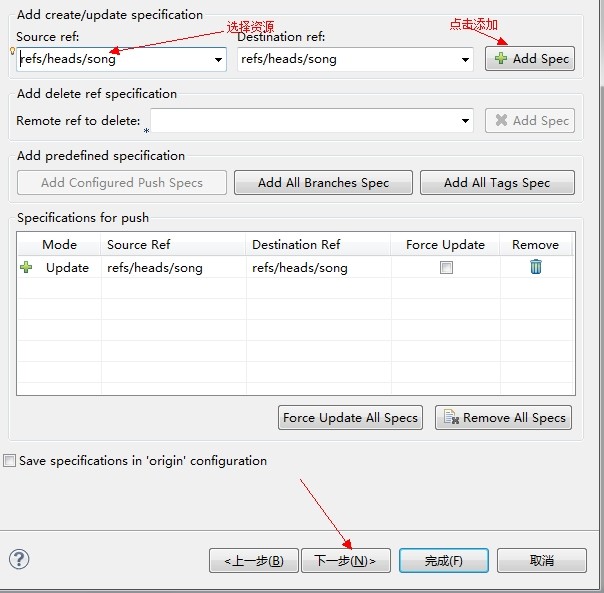 Add create/update specification
选择资源
点击添加
Source ref:
Destination ref:
refs/heads/song
refs/heads/song
Add Spec
Add delete ref specification
Remote ref to delete:
Add Spec
Add predefined specification
Add Configured Push Specs
Add All Branches Spec
Add All Tags Spec
Specifications for push
Mode Source Ref Destination Ref Force Update Remove
Update refs/heads/song refs/heads/song
Force Update All Specs
Remove All Specs
Save specifications in 'origin' configuration
<上一步(B)
下一步(N)>
完成(F)
取消